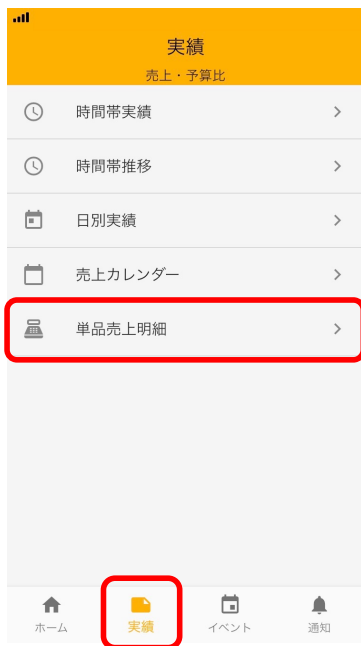 実績
売上・予算比
時間帯実績
時間帯推移
日別実績
売上カレンダー
単品売上明細
ホーム
実績
イベント
通知